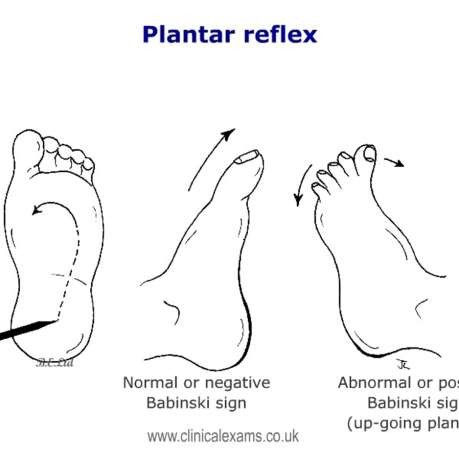 Plantar reflex
B.E.Ltd
Normal or negative
Babinski sign
Abnormal or pos
Babinski sig
(up-going plan
www.clinicalexams.co.uk